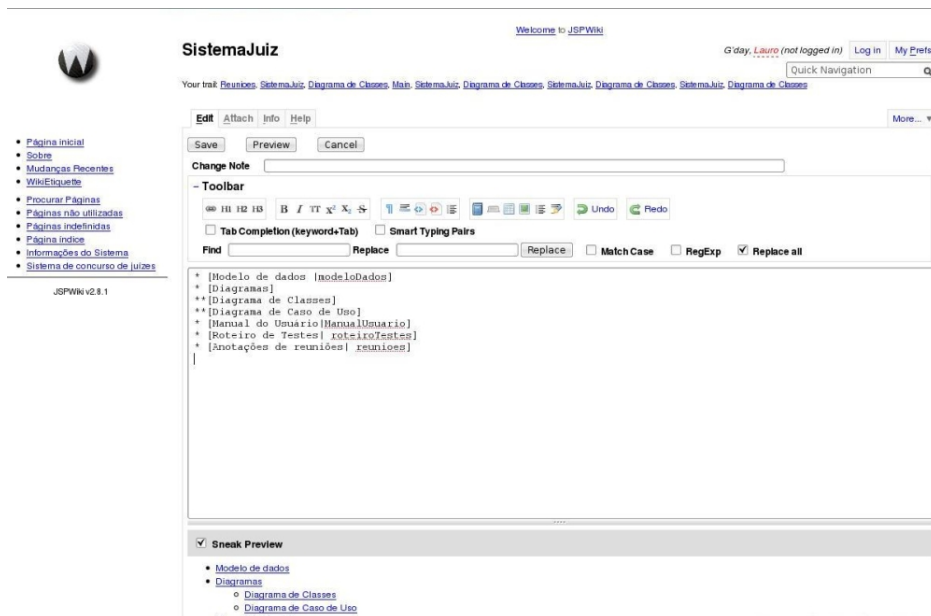 Welcome to JSPWiki
SistemaJuiz
G'day, Lauro (not logged in) Log in My Prefs
Quick Navigation
Your trail: Reunioes, SistemaJuiz, Diagrama de Classes, Main, SistemaJuiz, Diagrama de Classes, SistemaJuiz, Diagrama de Classes, SistemaJuiz, Diagrama de Classes
Edit Attach Info Help More...
Save Preview Cancel
Change Note
– Toolbar
H1 H2 H3 B I TT X² X₂ S ¶ Undo Redo
Tab Completion (keyword+Tab) Smart Typing Pairs
Find Replace Replace Match Case RegExp Replace all
* [Modelo de dados |modeloDados]
* [Diagramas]
**[Diagrama de Classes]
**[Diagrama de Caso de Uso]
* [Manual do Usuário|ManualUsuario]
* [Roteiro de Testes| roteiroTestes]
* [Anotações de reuniões| reunioes]
Sneak Preview
• Modelo de dados
• Diagramas
Diagrama de Classes
Diagrama de Caso de Uso
W
• Página inicial
• Sobre
• Mudanças Recentes
• WikiEtiquette
• Procurar Páginas
• Páginas não utilizadas
• Páginas indefinidas
• Página índice
• Informações do Sistema
• Sistema de concurso de juizes
JSPWiki v2.8.1